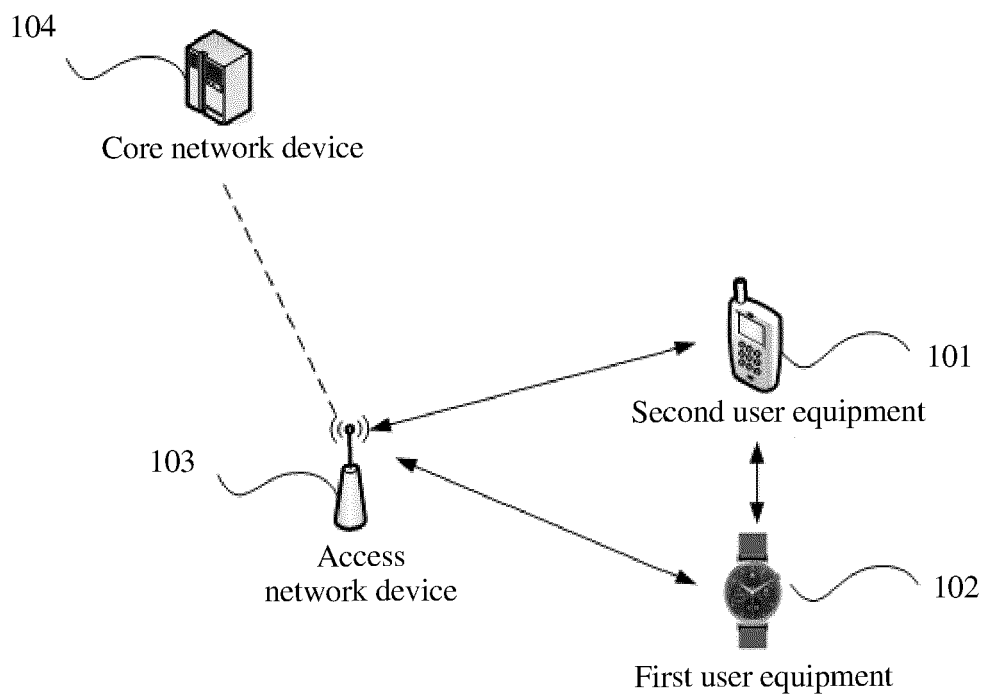 104
Core network device
101
Second user equipment
103
Access
network device
102
First user equipment